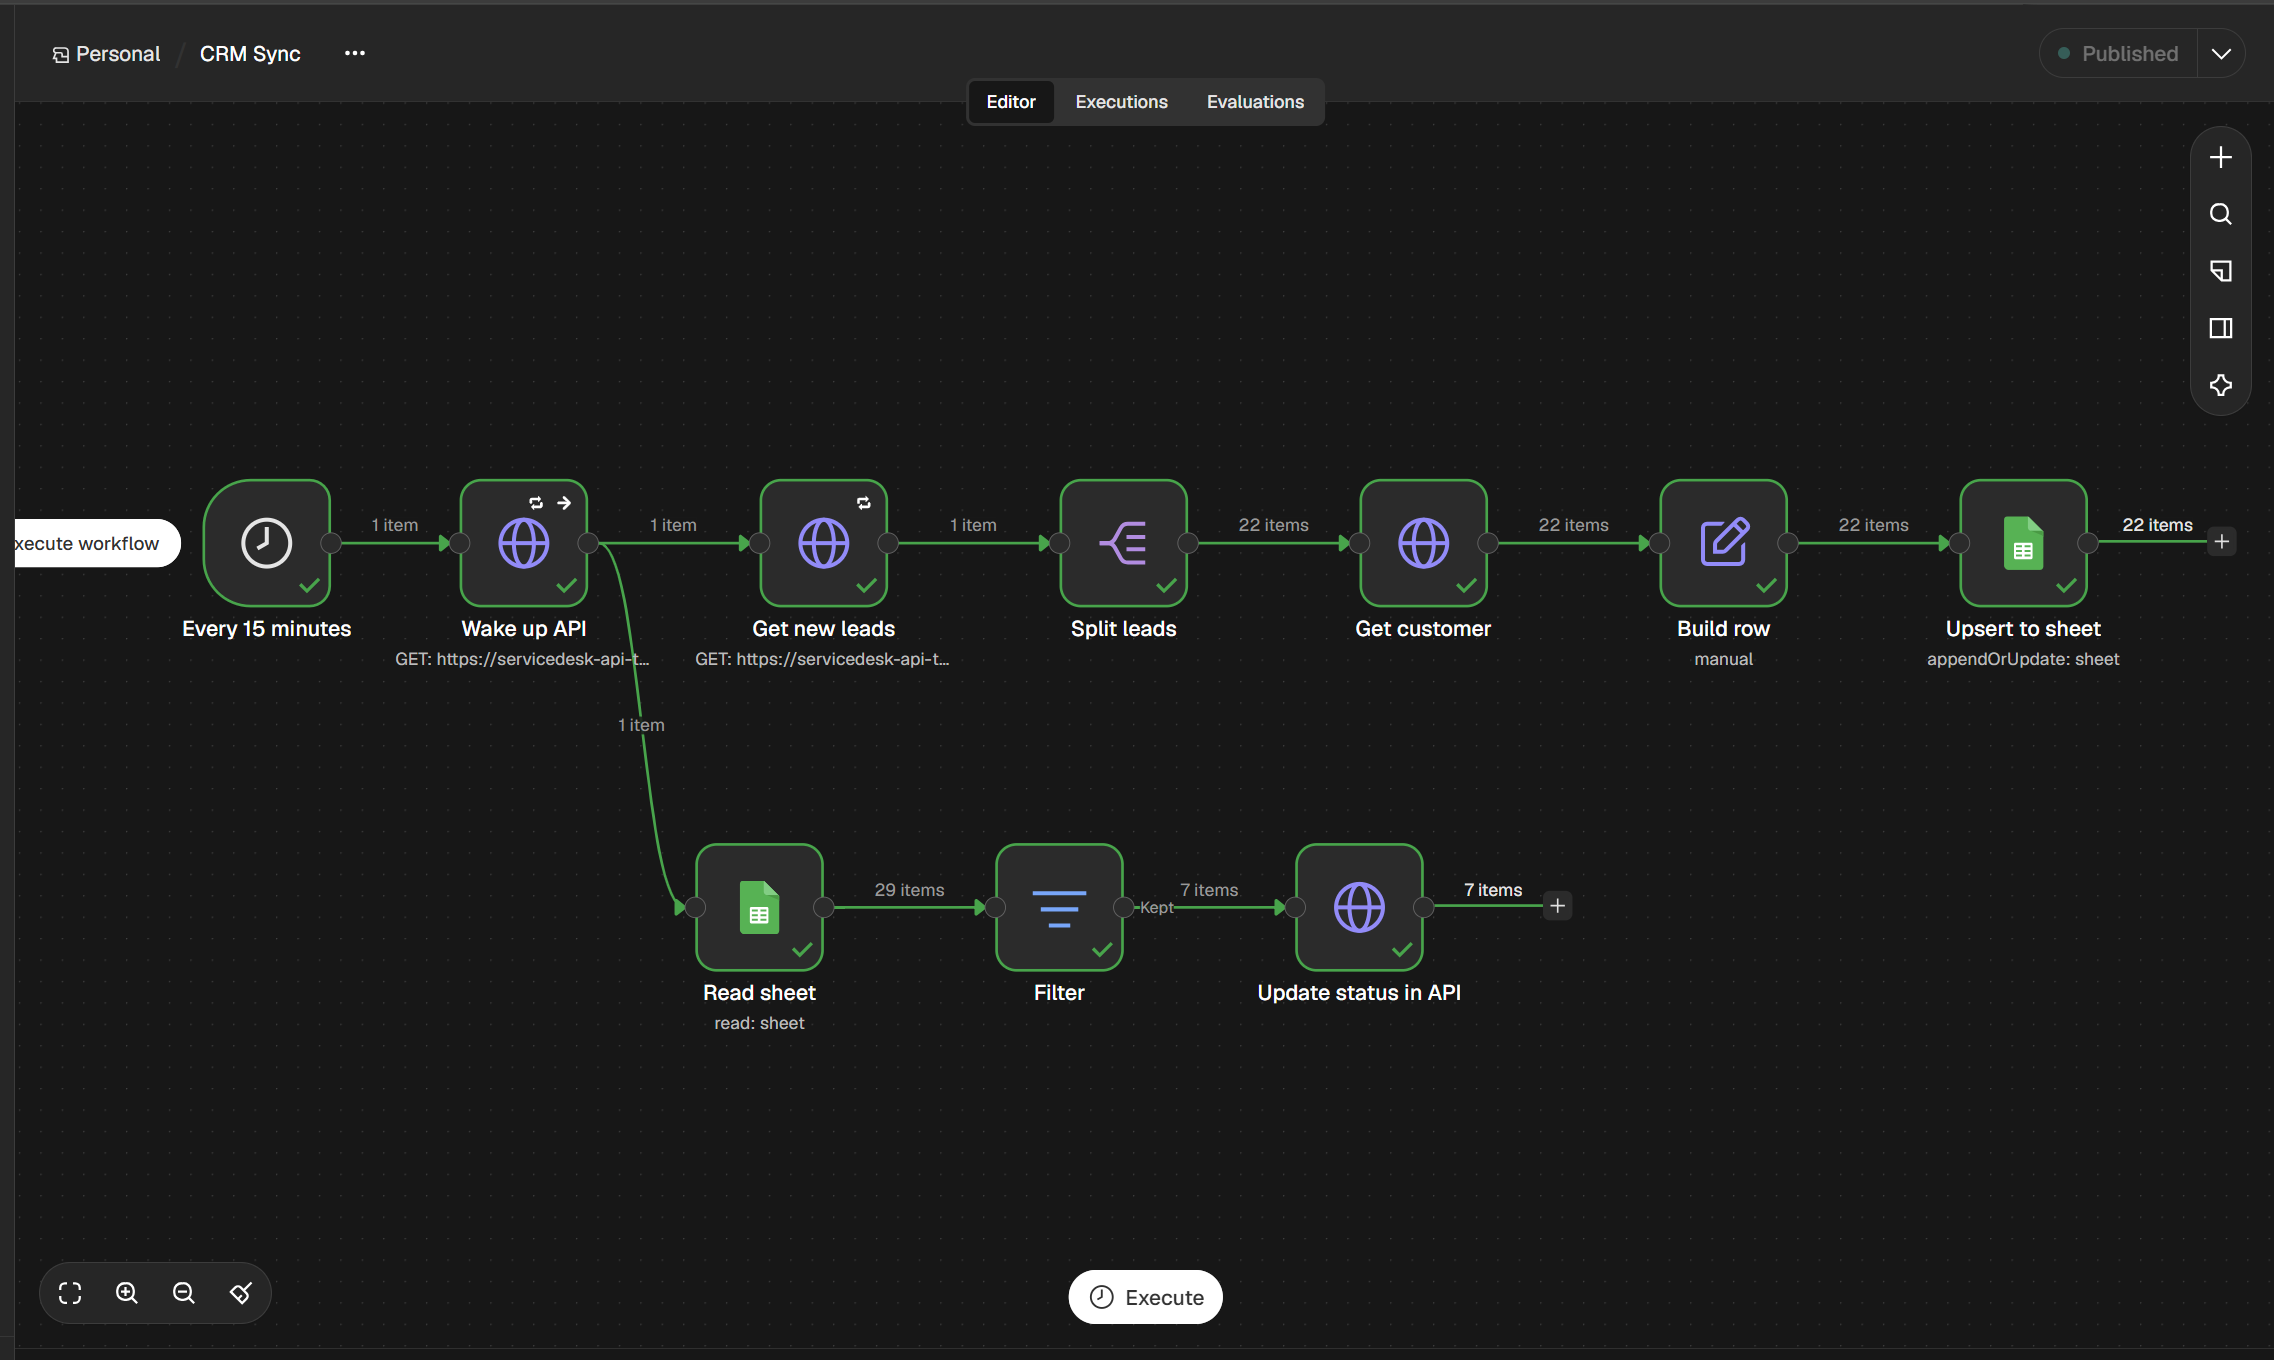 Personal / CRM Sync
Published
Editor Executions Evaluations
xecute workflow
1 item
1 item
1 item
22 items
22 items
22 items
22 items
Every 15 minutes
Wake up API
GET: https://servicedesk-api-t...
Get new leads
GET: https://servicedesk-api-t...
Split leads
Get customer
Build row
manual
Upsert to sheet
appendOrUpdate: sheet
1 item
29 items
Kept
7 items
7 items
Read sheet
read: sheet
Filter
Update status in API
Execute